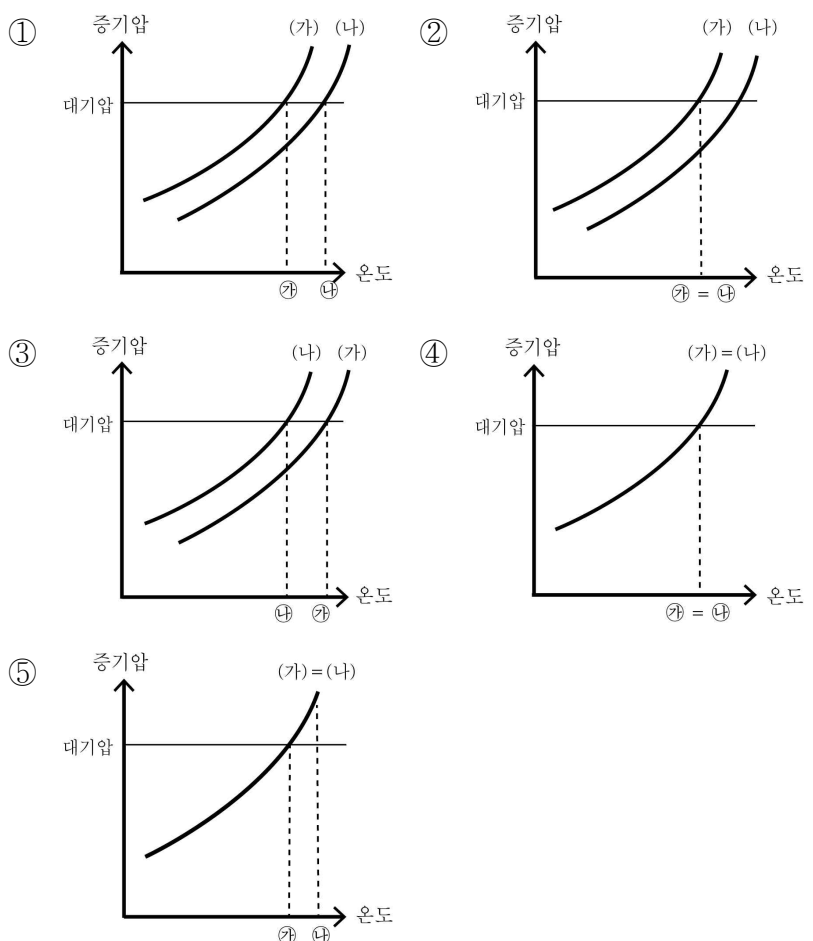 ① 증기압 (가) (나)
대기압
온도
㉮ ㉯
② 증기압 (가) (나)
대기압
온도
㉮ = ㉯
③ 증기압 (나) (가)
대기압
온도
㉯ ㉮
④ 증기압 (가)=(나)
대기압
온도
㉮ = ㉯
⑤ 증기압 (가)=(나)
대기압
온도
㉮ ㉯